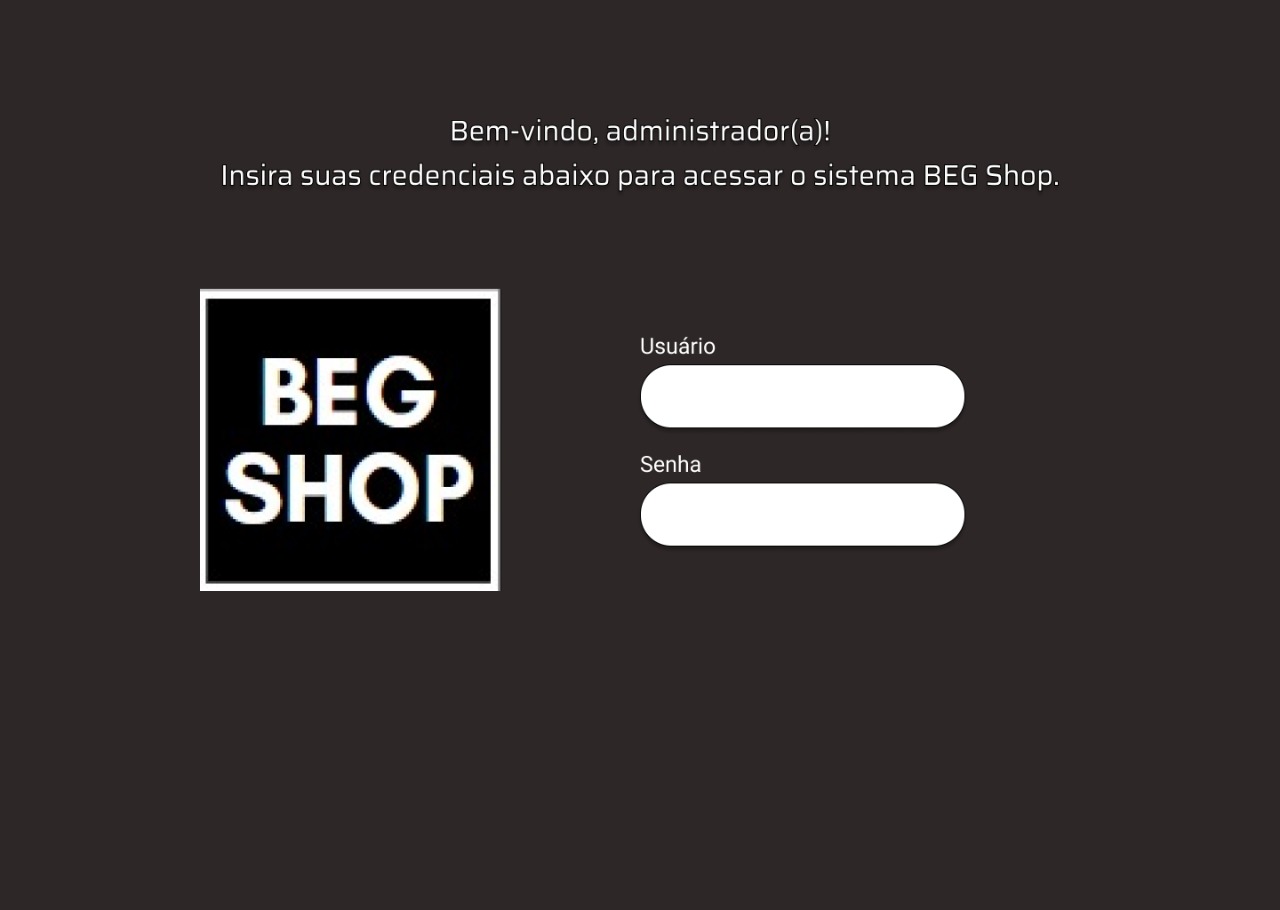 Bem-vindo, administrador(a)!
Insira suas credenciais abaixo para acessar o sistema BEG Shop.
BEG
SHOP
Usuário
Senha